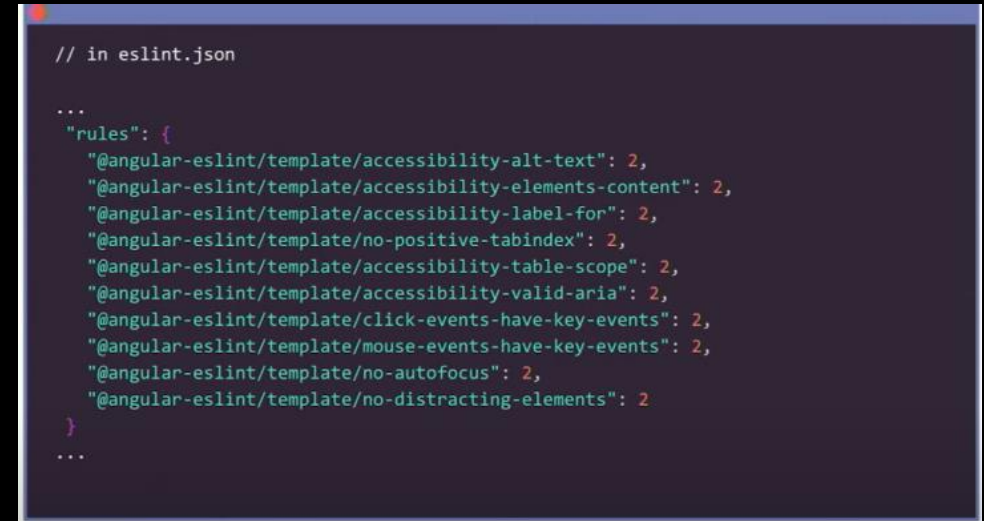 // in eslint.json
...
"rules": {
"@angular-eslint/template/accessibility-alt-text": 2,
"@angular-eslint/template/accessibility-elements-content": 2,
"@angular-eslint/template/accessibility-label-for": 2,
"@angular-eslint/template/no-positive-tabindex": 2,
"@angular-eslint/template/accessibility-table-scope": 2,
"@angular-eslint/template/accessibility-valid-aria": 2,
"@angular-eslint/template/click-events-have-key-events": 2,
"@angular-eslint/template/mouse-events-have-key-events": 2,
"@angular-eslint/template/no-autofocus": 2,
"@angular-eslint/template/no-distracting-elements": 2
}
...